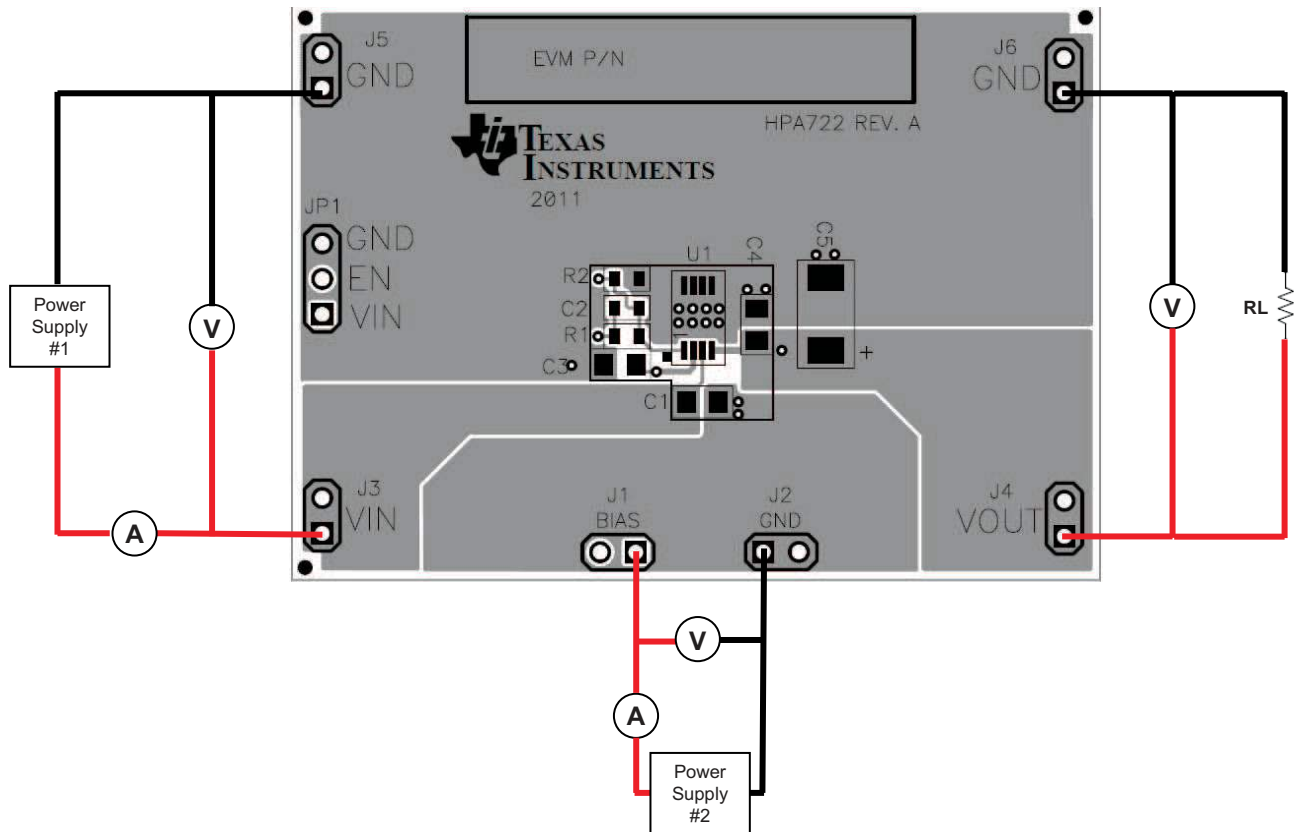 J5
GND
EVM P/N
J6
GND
HPA722 REV. A
TEXAS
INSTRUMENTS
2011
JP1
GND
EN
VIN
Power
Supply
#1
V
A
J3
VIN
R2
C2
R1
C3
C1
U1
1
C4
C5
+
V
RL
J1
BIAS
J2
GND
J4
VOUT
V
A
Power
Supply
#2